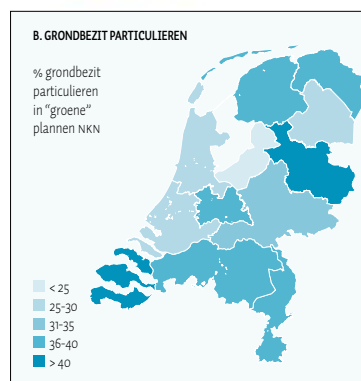 B. GRONDBEZIT PARTICULIEREN
% grondbezit
particulieren
in "groene"
plannen NKN
< 25
25-30
31-35
36-40
> 40